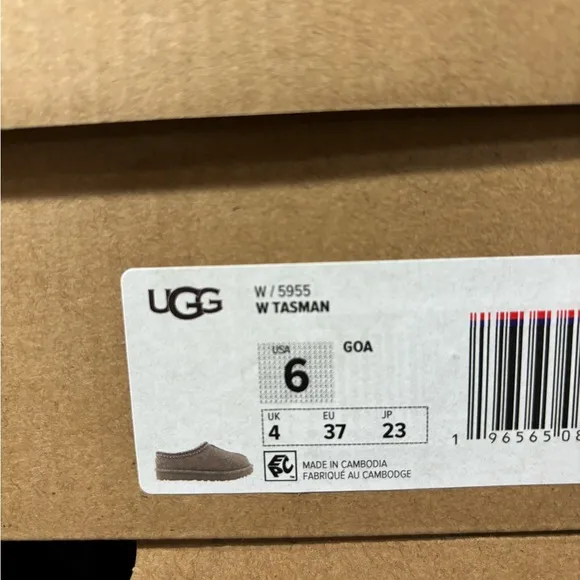 UGG
W / 5955
W TASMAN
USA
6
GOA
UK EU JP
4 37 23
MADE IN CAMBODIA
FABRIQUÉ AU CAMBODGE
1 96565 08